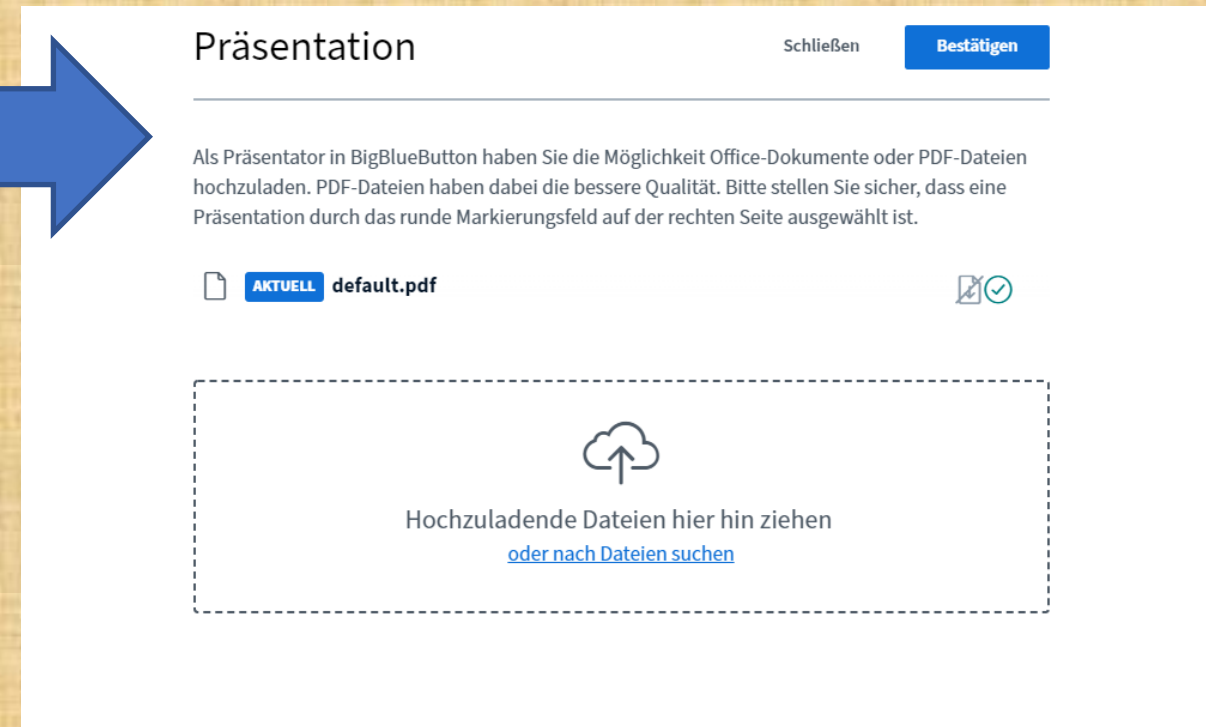 Präsentation
Schließen
Bestätigen
Als Präsentator in BigBlueButton haben Sie die Möglichkeit Office-Dokumente oder PDF-Dateien
hochzuladen. PDF-Dateien haben dabei die bessere Qualität. Bitte stellen Sie sicher, dass eine
Präsentation durch das runde Markierungsfeld auf der rechten Seite ausgewählt ist.
AKTUELL default.pdf
Hochzuladende Dateien hier hin ziehen
oder nach Dateien suchen